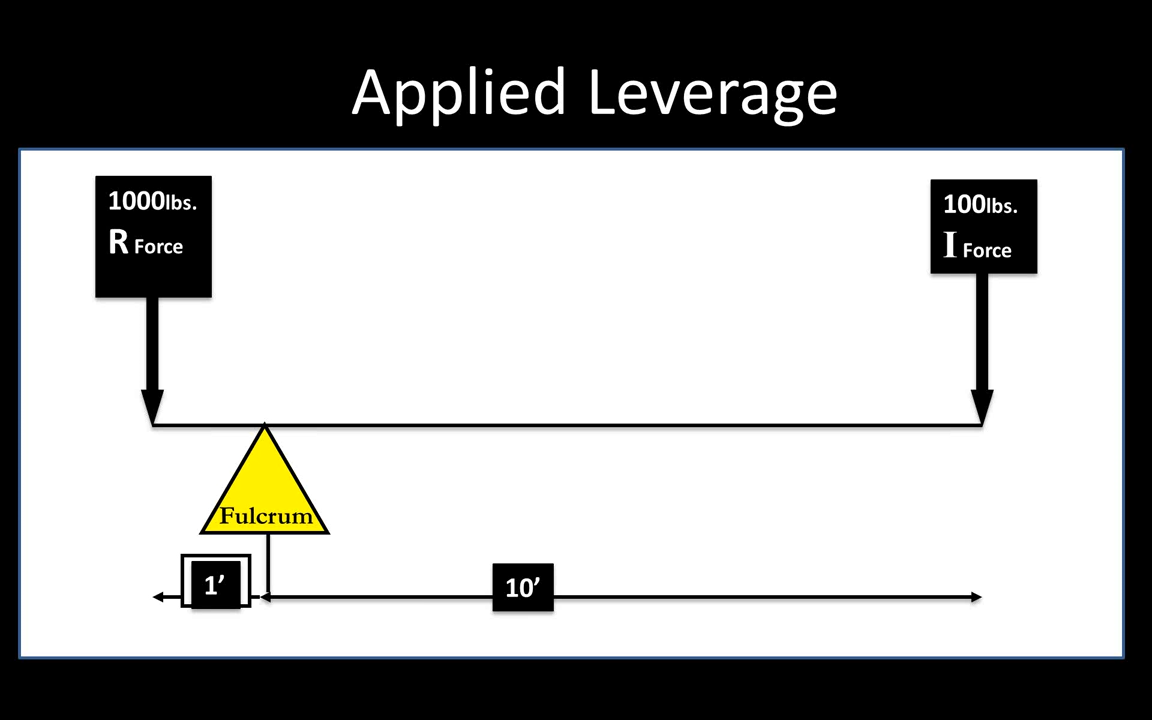 Applied Leverage
1000lbs.
R Force
100lbs.
I Force
Fulcrum
1’
10’